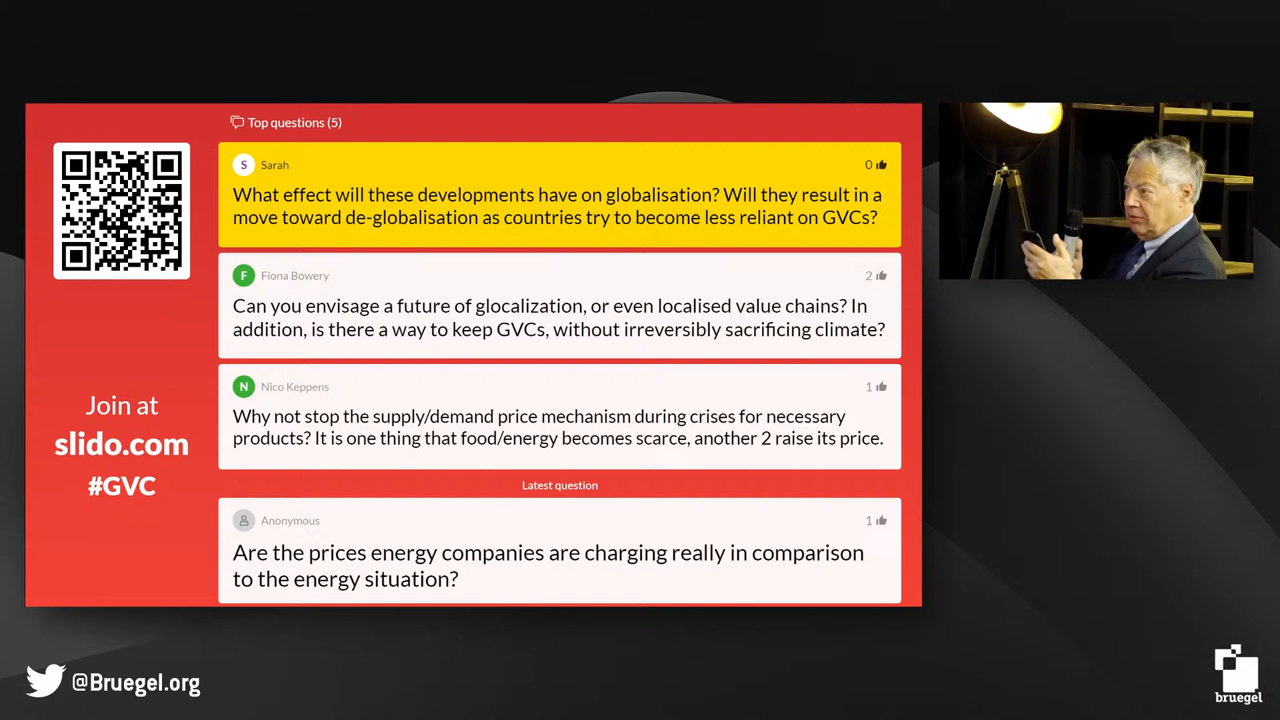 Top questions (5)
S
Sarah
0
What effect will these developments have on globalisation? Will they result in a
move toward de-globalisation as countries try to become less reliant on GVCs?
F
Fiona Bowery
2
Can you envisage a future of glocalization, or even localised value chains? In
addition, is there a way to keep GVCs, without irreversibly sacrificing climate?
N
Nico Keppens
1
Why not stop the supply/demand price mechanism during crises for necessary
products? It is one thing that food/energy becomes scarce, another 2 raise its price.
Latest question
Anonymous
1
Are the prices energy companies are charging really in comparison
to the energy situation?
Join at
slido.com
#GVC
@Bruegel.org
bruegel